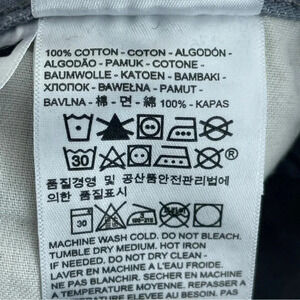 100% COTTON - COTON - ALGODÓN -
ALGODÃO - PAMUK - COTONE -
BAUMWOLLE - KATOEN - BAMBAKI -
ХЛОПОК - BAWEŁNA - PAMUT -
BAVLNA - 棉 - 면 - 綿 100% - KAPAS
30 ®
품질경영 및 공산품안전관리법에
의한 품질표시
30
MACHINE WASH COLD. DO NOT BLEACH.
TUMBLE DRY MEDIUM. HOT IRON
IF NEEDED. DO NOT DRY CLEAN -
LAVER EN MACHINE À L'EAU FROIDE.
NE PAS BLANCHIR. SECHER EN MACHINE